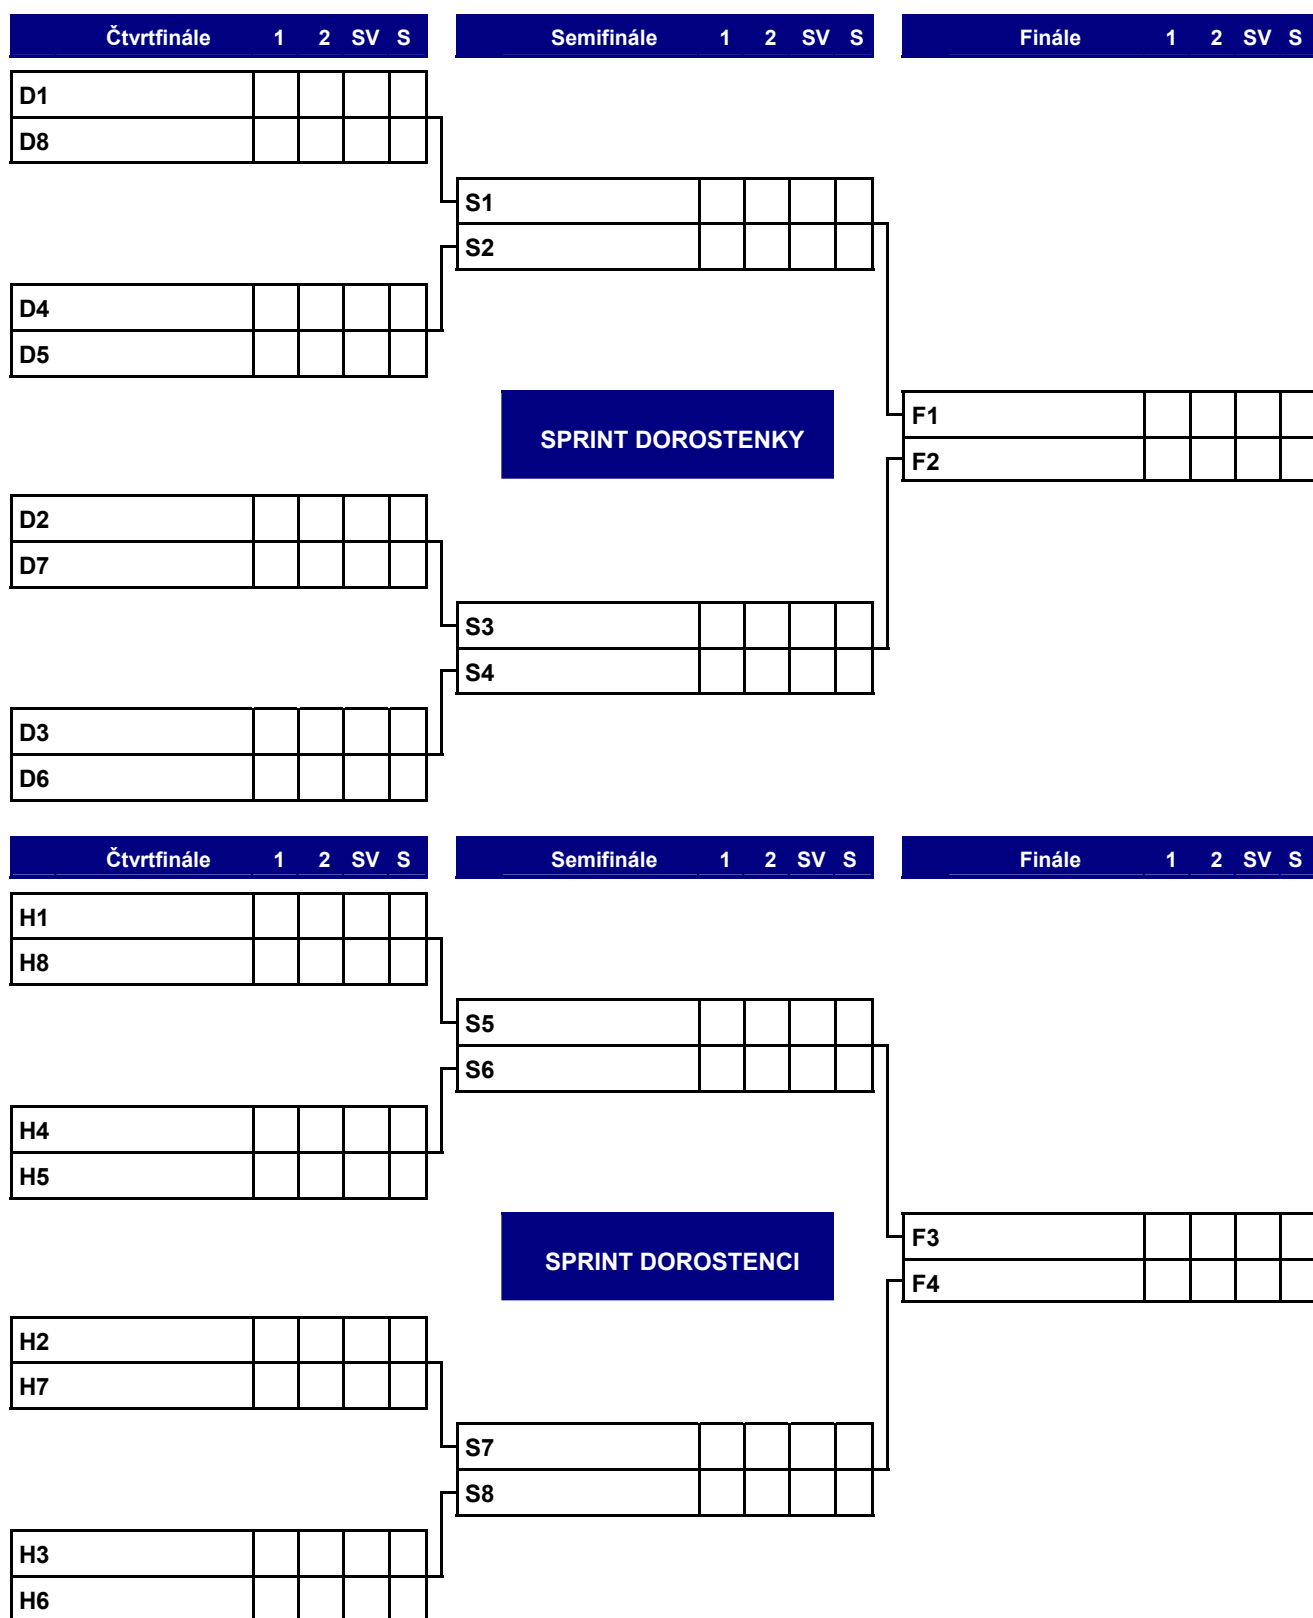 Čtvrtfinále 1 2 SV S Semifinále 1 2 SV S Finále 1 2 SV S
D1
D8
S1
S2
D4
D5
SPRINT DOROSTENKY
F1
F2
D2
D7
S3
S4
D3
D6
Čtvrtfinále 1 2 SV S Semifinále 1 2 SV S Finále 1 2 SV S
H1
H8
S5
S6
H4
H5
SPRINT DOROSTENCI
F3
F4
H2
H7
S7
S8
H3
H6